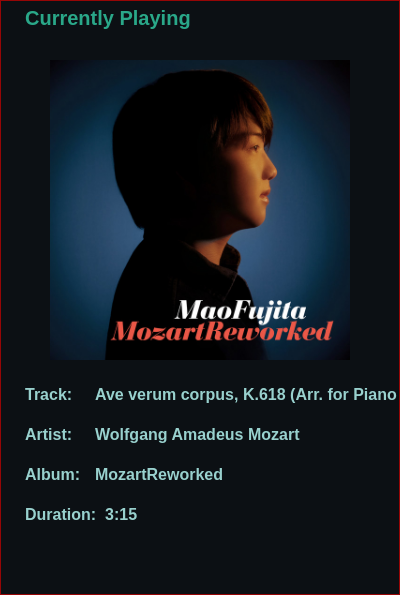 Currently Playing
MaoFujita
MozartReworked
Track: Ave verum corpus, K.618 (Arr. for Piano
Artist: Wolfgang Amadeus Mozart
Album: MozartReworked
Duration: 3:15